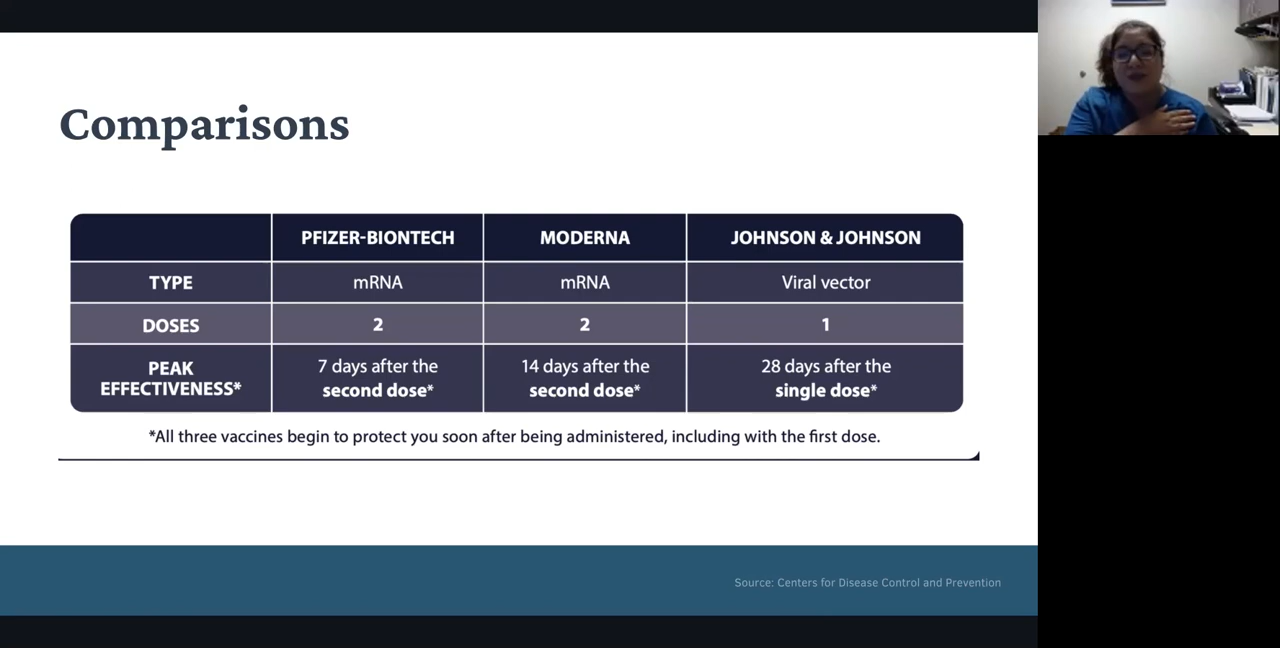 Comparisons
PFIZER-BIONTECH MODERNA JOHNSON & JOHNSON
TYPE mRNA mRNA Viral vector
DOSES 2 2 1
PEAK EFFECTIVENESS* 7 days after the second dose* 14 days after the second dose* 28 days after the single dose*
*All three vaccines begin to protect you soon after being administered, including with the first dose.
Source: Centers for Disease Control and Prevention